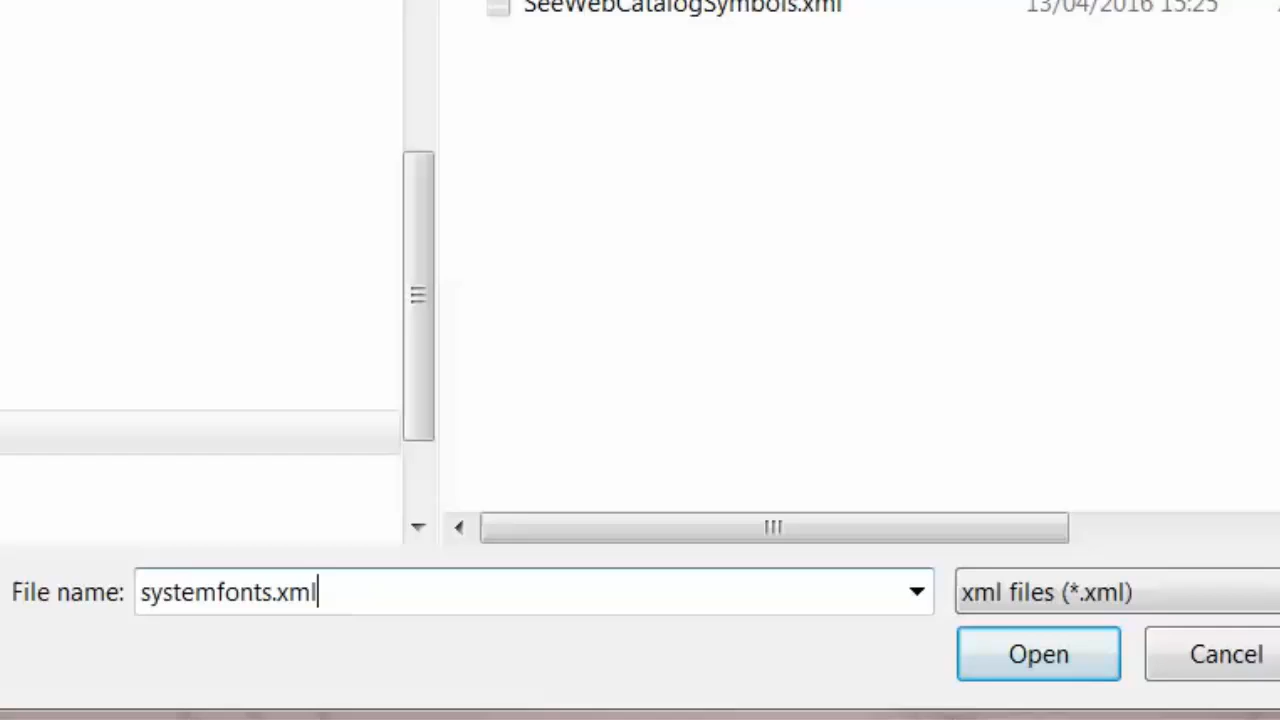 SeeWebCatalogSymbols.xml 13/04/2016 15:25
File name: systemfonts.xml xml files (*.xml)
Open Cancel